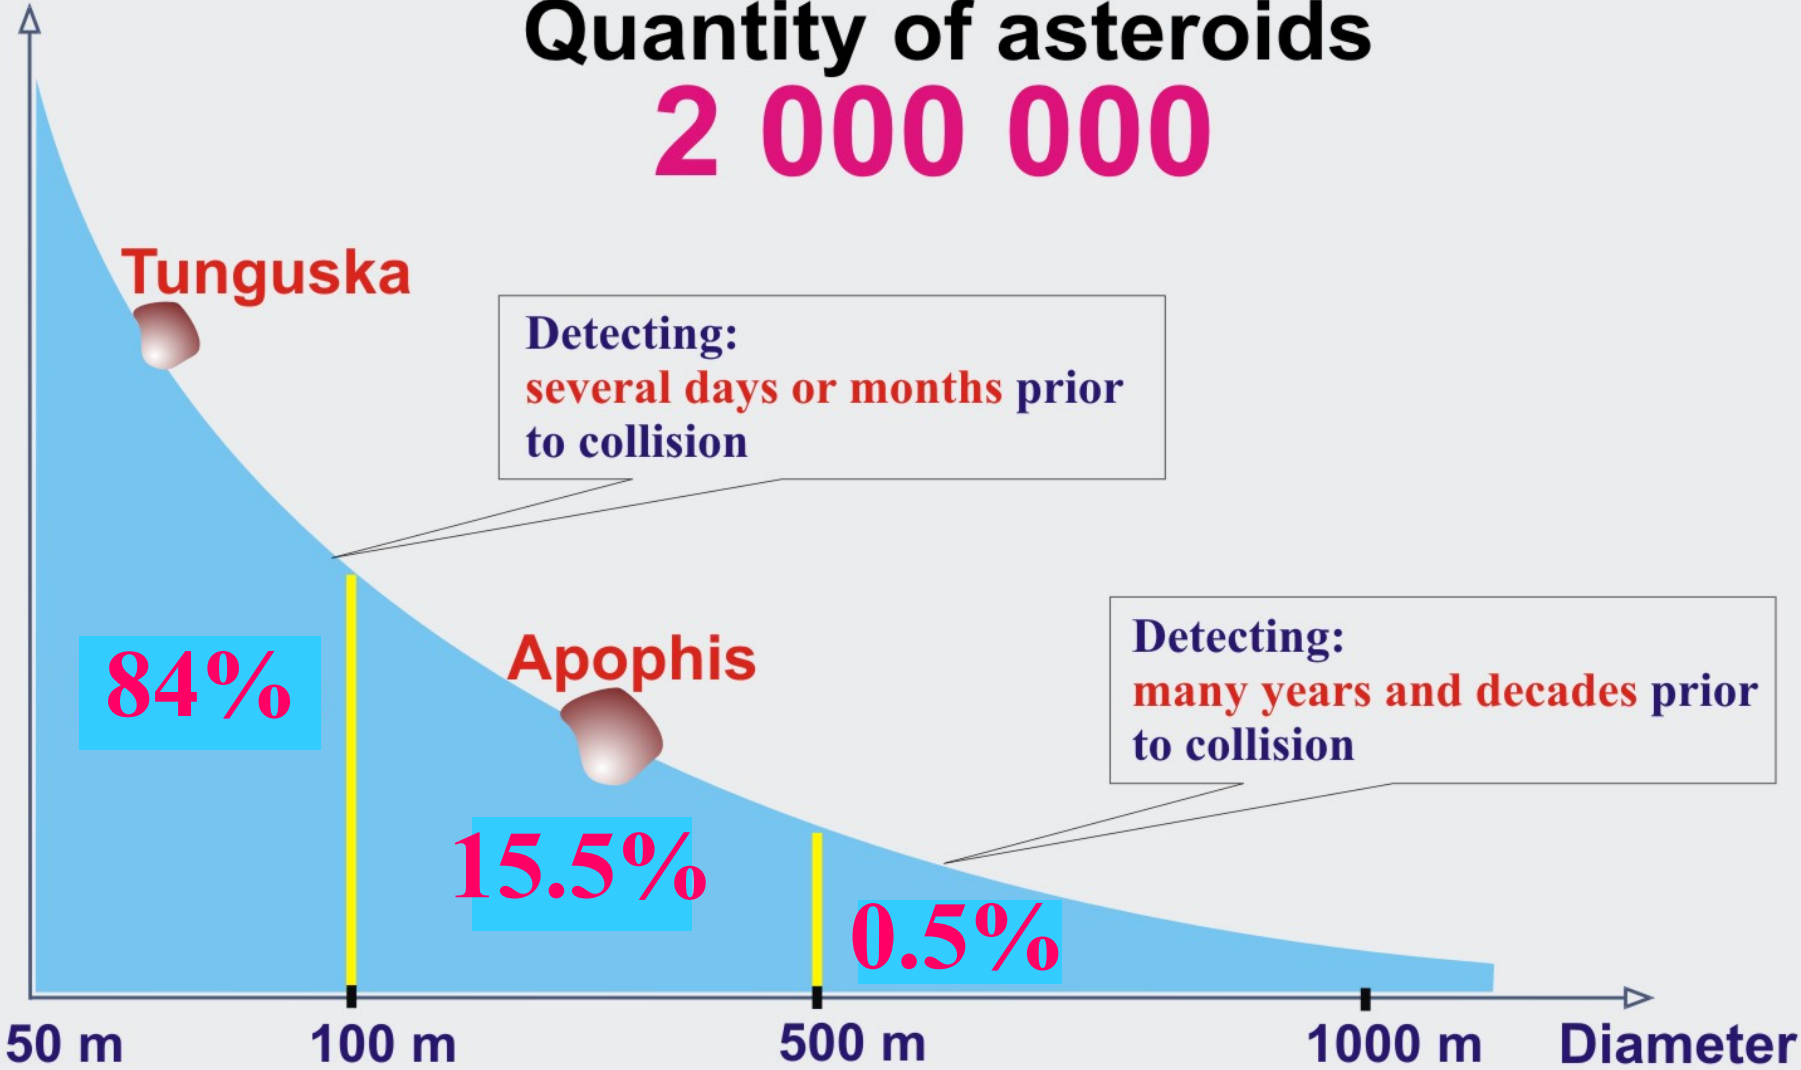 Quantity of asteroids
2 000 000
Tunguska
Detecting:
several days or months prior
to collision
Apophis
Detecting:
many years and decades prior
to collision
84%
15.5%
0.5%
50 m
100 m
500 m
1000 m
Diameter